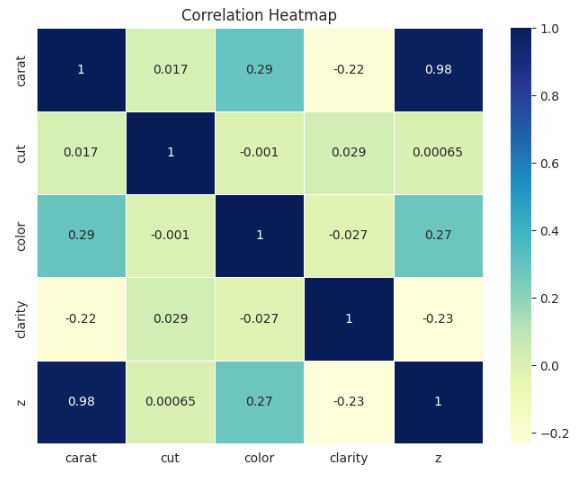 Correlation Heatmap
carat 1 0.017 0.29 -0.22 0.98
cut 0.017 1 -0.001 0.029 0.00065
color 0.29 -0.001 1 -0.027 0.27
clarity -0.22 0.029 -0.027 1 -0.23
z 0.98 0.00065 0.27 -0.23 1
carat cut color clarity z
1.0
0.8
0.6
0.4
0.2
0.0
−0.2